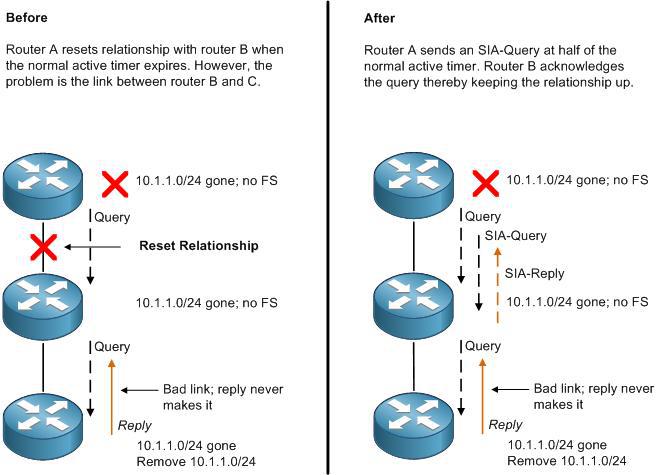 Before
Router A resets relationship with router B when
the normal active timer expires. However, the
problem is the link between router B and C.
10.1.1.0/24 gone; no FS
Query
Reset Relationship
10.1.1.0/24 gone; no FS
Query
Bad link; reply never
makes it
Reply
10.1.1.0/24 gone
Remove 10.1.1.0/24
After
Router A sends an SIA-Query at half of the
normal active timer. Router B acknowledges
the query thereby keeping the relationship up.
10.1.1.0/24 gone; no FS
Query
SIA-Query
SIA-Reply
10.1.1.0/24 gone; no FS
Query
Bad link; reply never
makes it
Reply
10.1.1.0/24 gone
Remove 10.1.1.0/24